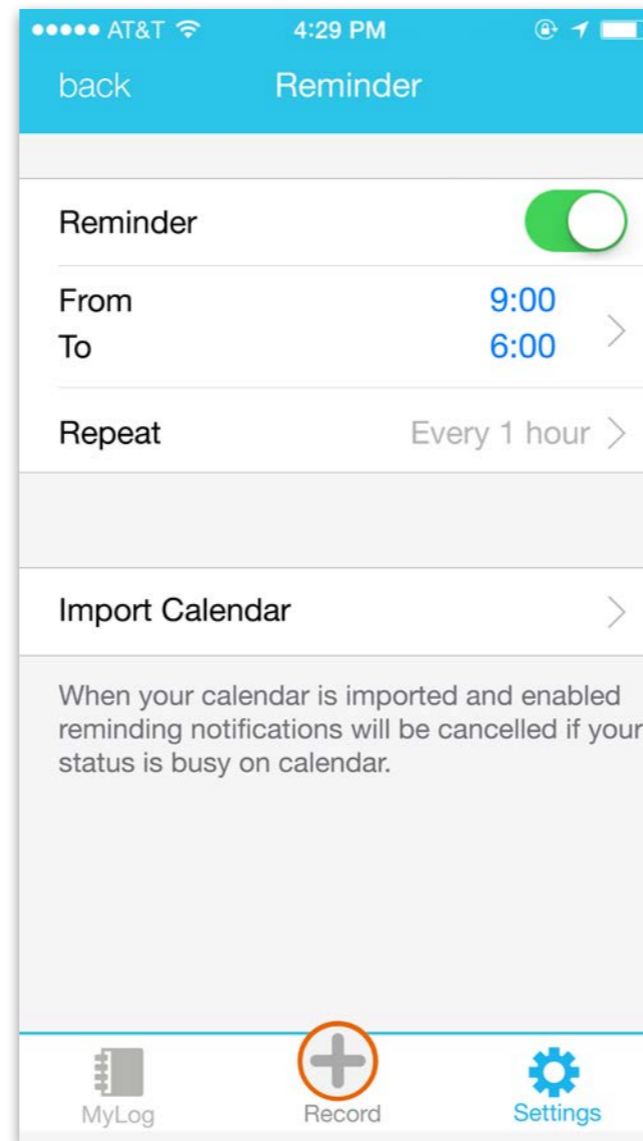 AT&T 4:29 PM
back Reminder
Reminder
From 9:00
To 6:00
Repeat Every 1 hour
Import Calendar
When your calendar is imported and enabled
reminding notifications will be cancelled if your
status is busy on calendar.
MyLog Record Settings